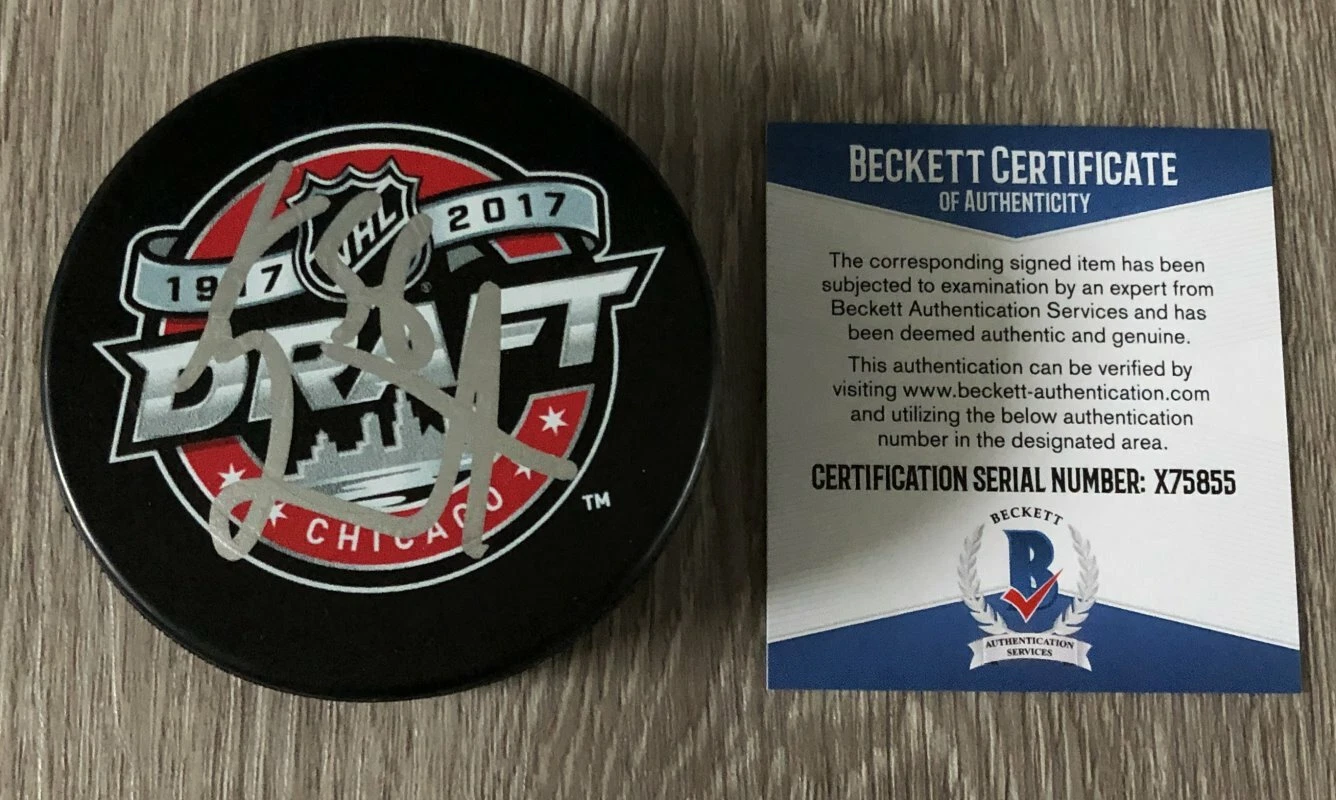 NHL
®
19 7
2017
DRAFT
CHICAGO
TM
BECKETT CERTIFICATE
OF AUTHENTICITY
The corresponding signed item has been
subjected to examination by an expert from
Beckett Authentication Services and has
been deemed authentic and genuine.
This authentication can be verified by
visiting www.beckett-authentication.com
and utilizing the below authentication
number in the designated area.
CERTIFICATION SERIAL NUMBER: X75855
BECKETT
B
AUTHENTICATION
SERVICES